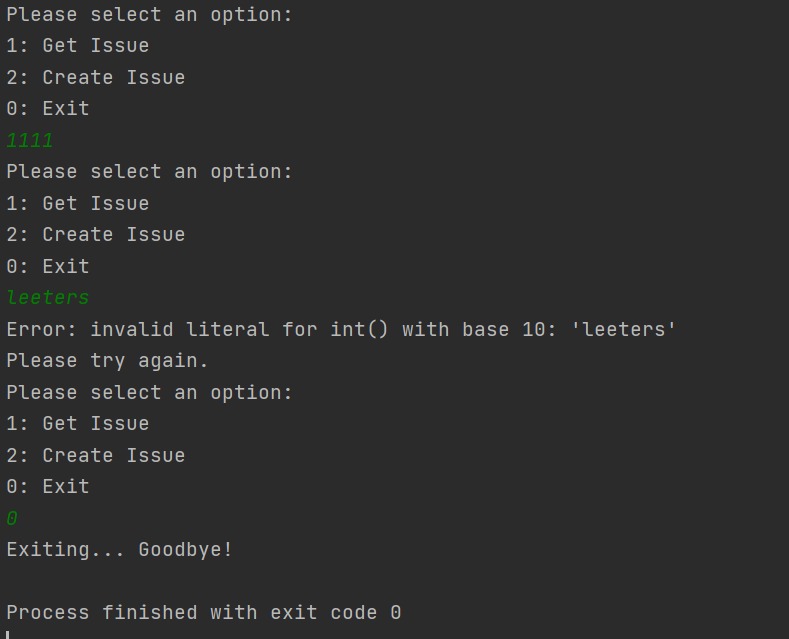 Please select an option:
1: Get Issue
2: Create Issue
0: Exit
1111
Please select an option:
1: Get Issue
2: Create Issue
0: Exit
leeters
Error: invalid literal for int() with base 10: 'leeters'
Please try again.
Please select an option:
1: Get Issue
2: Create Issue
0: Exit
0
Exiting... Goodbye!
Process finished with exit code 0